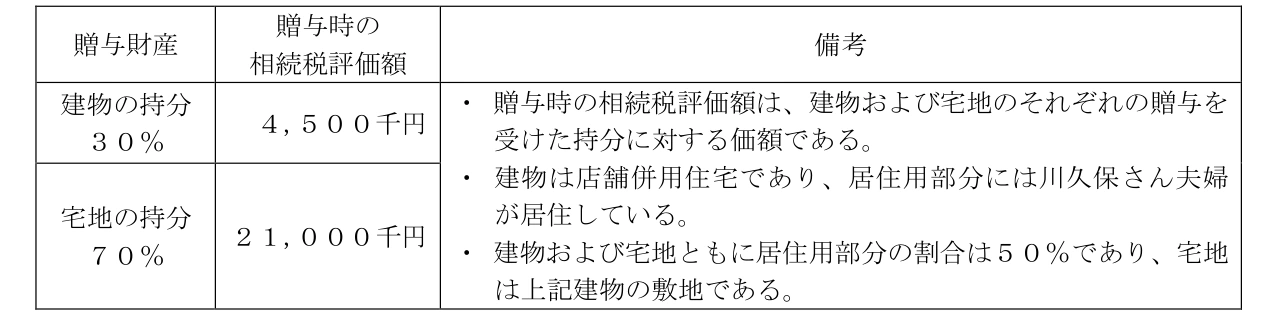 贈与財産
贈与時の
相続税評価額
備考
建物の持分
３０％
４，５００千円
宅地の持分
７０％
２１，０００千円
・ 贈与時の相続税評価額は、建物および宅地のそれぞれの贈与を
受けた持分に対する価額である。
・ 建物は店舗併用住宅であり、居住用部分には川久保さん夫婦
が居住している。
・ 建物および宅地ともに居住用部分の割合は５０％であり、宅地
は上記建物の敷地である。